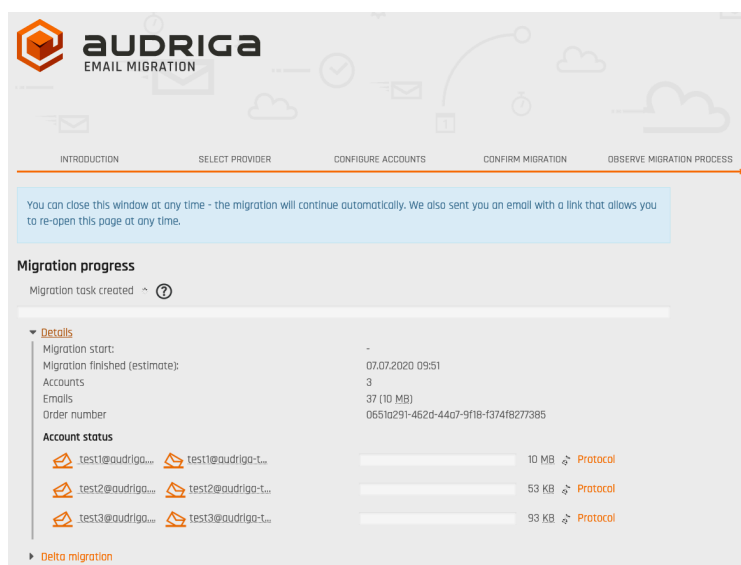 audriga
EMAIL MIGRATION
1
INTRODUCTION SELECT PROVIDER CONFIGURE ACCOUNTS CONFIRM MIGRATION OBSERVE MIGRATION PROCESS
You can close this window at any time - the migration will continue automatically. We also sent you an email with a link that allows you
to re-open this page at any time.
Migration progress
Migration task created ^ ?
Details
Migration start: -
Migration finished (estimate): 07.07.2020 09:51
Accounts 3
Emails 37 (10 MB)
Order number 0651a291-462d-44a7-9f18-f374f8277385
Account status
test1@audriga.... test1@audriga-t... 10 MB Protocol
test2@audriga.... test2@audriga-t... 53 KB Protocol
test3@audriga.... test3@audriga-t... 93 KB Protocol
Delta migration